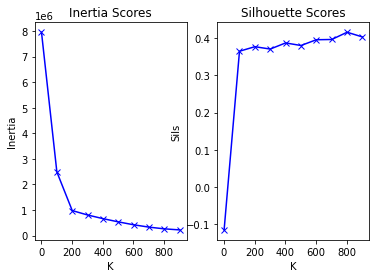 Inertia Scores
1e6
8
7
6
5
4
3
2
1
0
Inertia
0 200 400 600 800
K
Silhouette Scores
0.4
0.3
0.2
0.1
0.0
−0.1
Sils
0 200 400 600 800
K